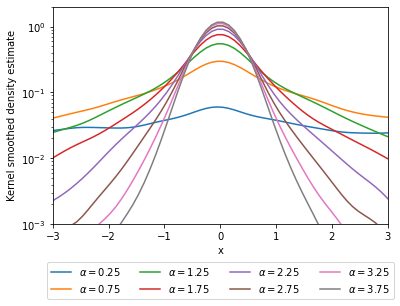 Kernel smoothed density estimate
10⁰
10⁻¹
10⁻²
10⁻³
−3 −2 −1 0 1 2 3
x
α = 0.25 α = 1.25 α = 2.25 α = 3.25
α = 0.75 α = 1.75 α = 2.75 α = 3.75